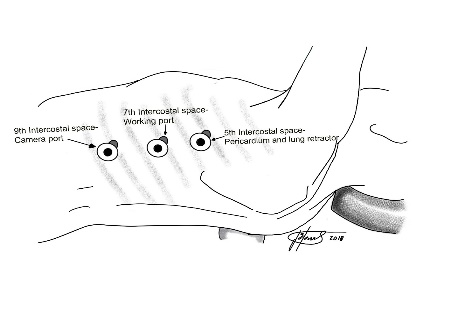 7th Intercostal space-
Working port
9th Intercostal space-
Camera port
5th Intercostal space-
Pericardium and lung retractor
2018